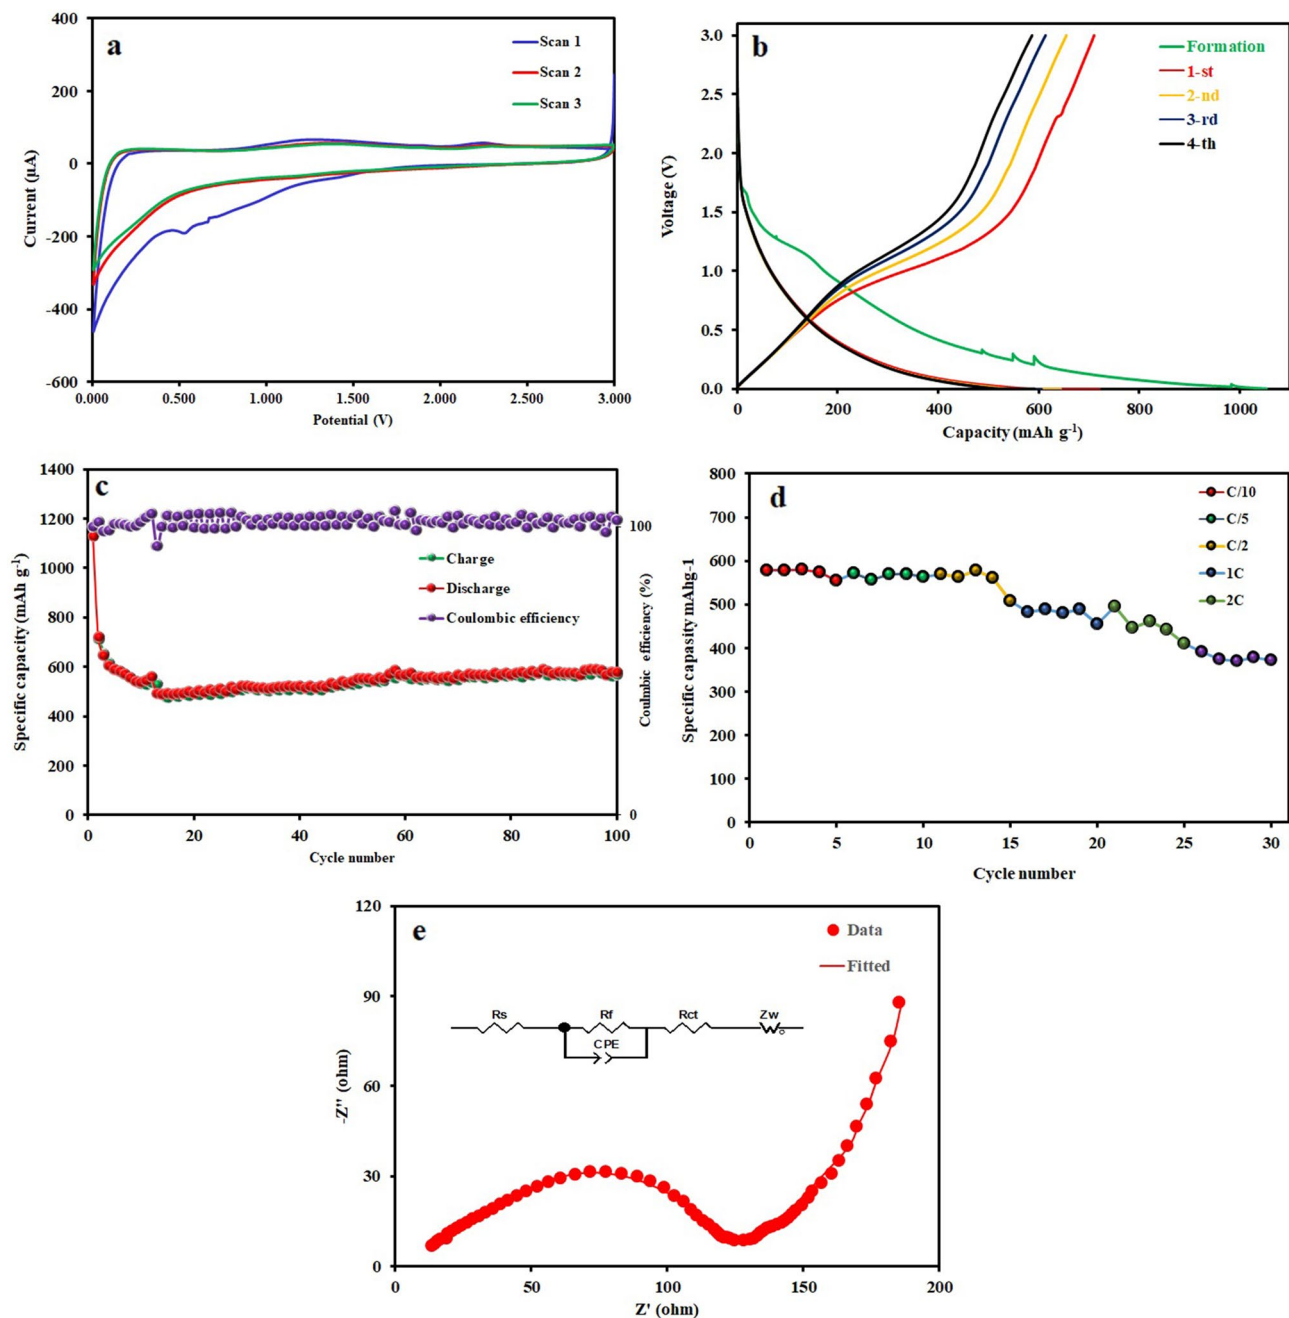 a
Scan 1
Scan 2
Scan 3
400
200
0
-200
-400
-600
Current (µA)
0.000
0.500
1.000
1.500
2.000
2.500
3.000
Potential (V)
b
Formation
1-st
2-nd
3-rd
4-th
3.0
2.5
2.0
1.5
1.0
0.5
0.0
Voltage (V)
0
200
400
600
800
1000
Capacity (mAh g-1)
c
Charge
Discharge
Coulombic efficiency
1400
1200
1000
800
600
400
200
0
Specific capacity (mAh g-1)
100
0
Coulbic efficiency (%)
0
20
40
60
80
100
Cycle number
d
C/10
C/5
C/2
1C
2C
800
700
600
500
400
300
200
100
0
Specific capasity mAhg-1
0
5
10
15
20
25
30
Cycle number
e
Data
Fitted
Rs
Rf
CPE
Rct
Zw
120
90
60
30
0
-Z'' (ohm)
0
50
100
150
200
Z' (ohm)